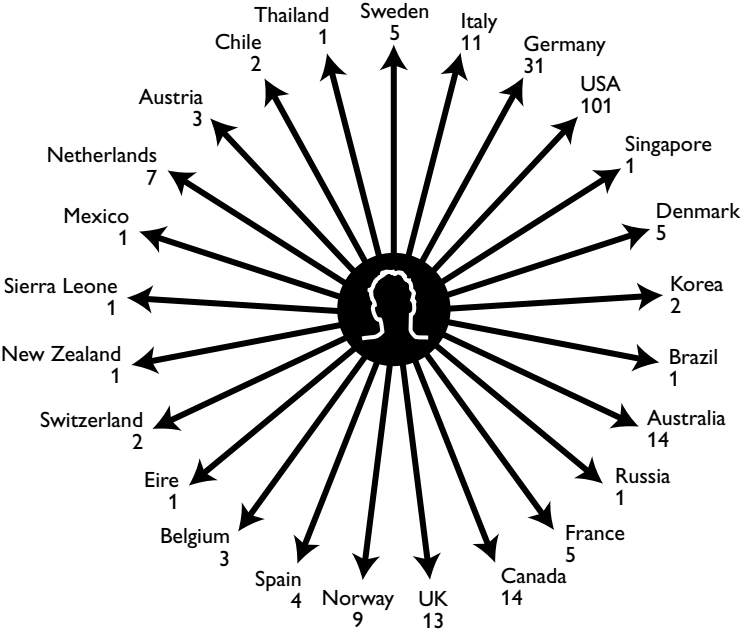 Sweden
5
Italy
11
Germany
31
USA
101
Singapore
1
Denmark
5
Korea
2
Brazil
1
Australia
14
Russia
1
France
5
Canada
14
UK
13
Norway
9
Spain
4
Belgium
3
Eire
1
Switzerland
2
New Zealand
1
Sierra Leone
1
Mexico
1
Netherlands
7
Austria
3
Chile
2
Thailand
1